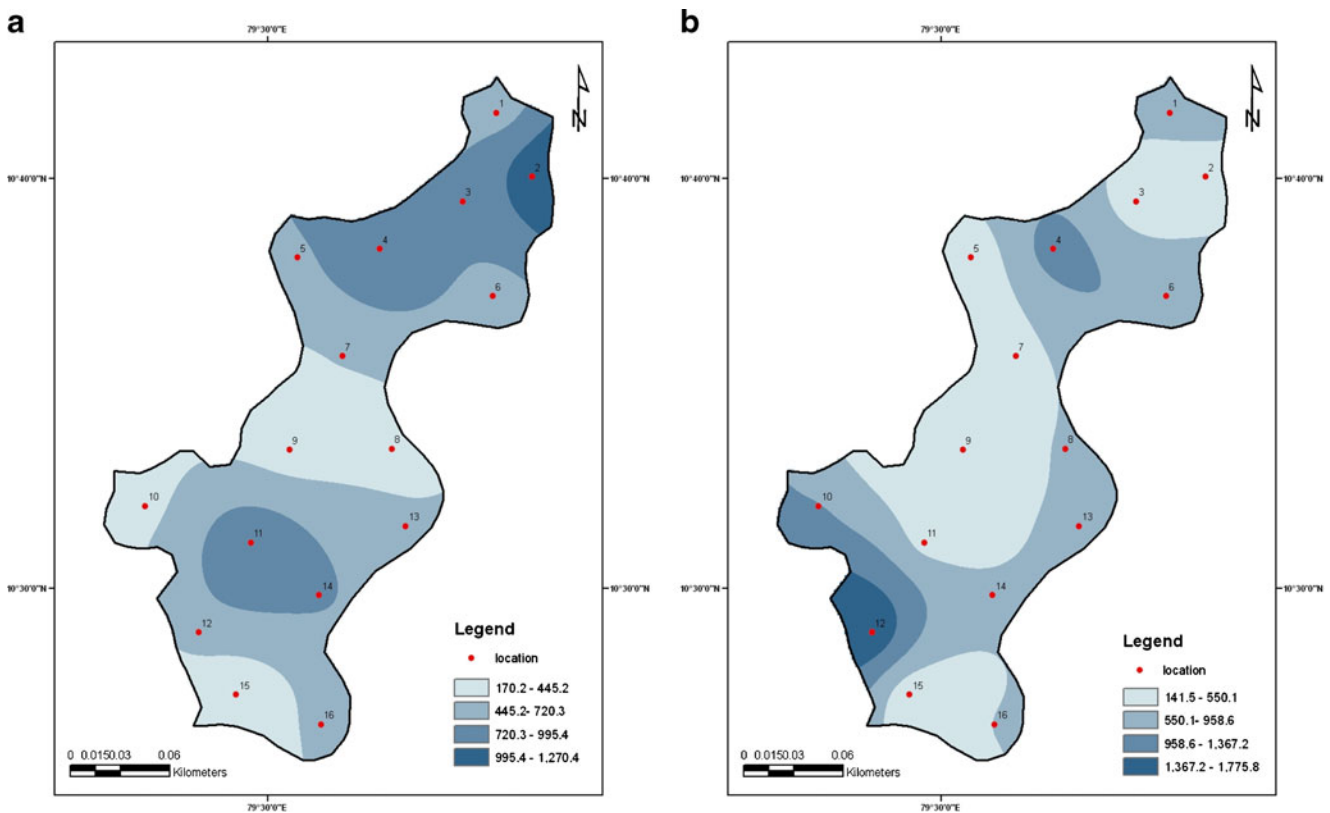 a
79°30'0"E
N
1
2
10°40'0"N
3
4
5
6
7
9
8
10
13
11
10°30'0"N
14
12
15
16
Legend
location
170.2 - 445.2
445.2- 720.3
720.3 - 995.4
995.4 - 1.270.4
0 0.0150.03 0.06
Kilometers
79°30'0"E
b
79°30'0"E
N
1
2
10°40'0"N
10°40'0"N
3
4
5
6
7
9
8
10
13
11
10°30'0"N
10°30'0"N
14
12
15
16
Legend
location
141.5 - 550.1
550.1- 958.6
958.6 - 1.367.2
1.367.2 - 1.775.8
0 0.0150.03 0.06
Kilometers
79°30'0"E